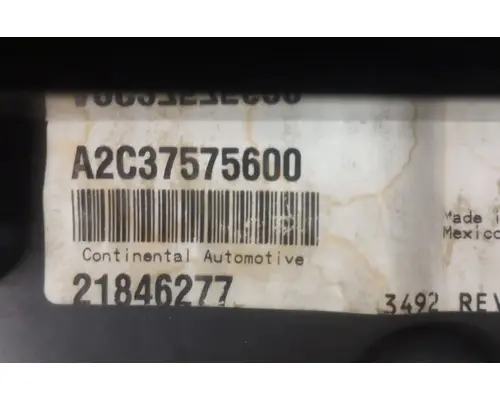 A2C37575600
Made
Mexico
Continental Automotive
21846277
3492 REV